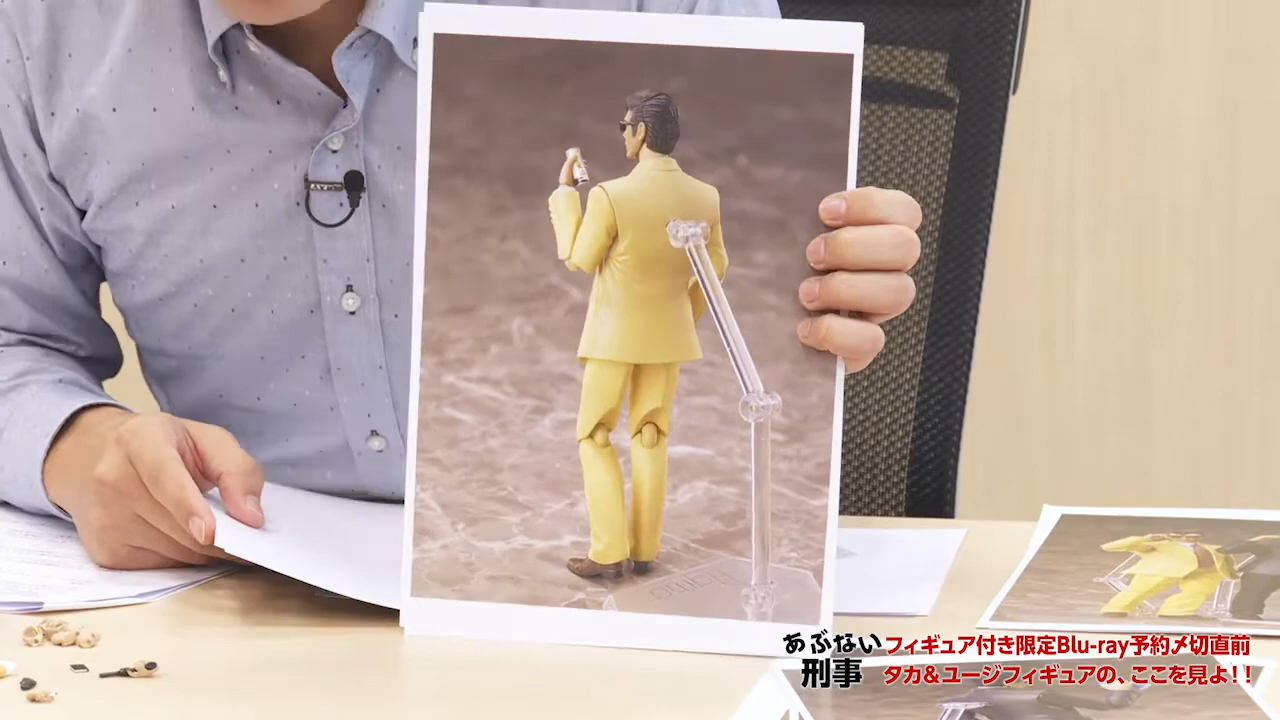 あぶない
刑事
フィギュア付き限定Blu-ray予約〆切直前
タカ&ユージフィギュアの、ここを見よ!!
figma